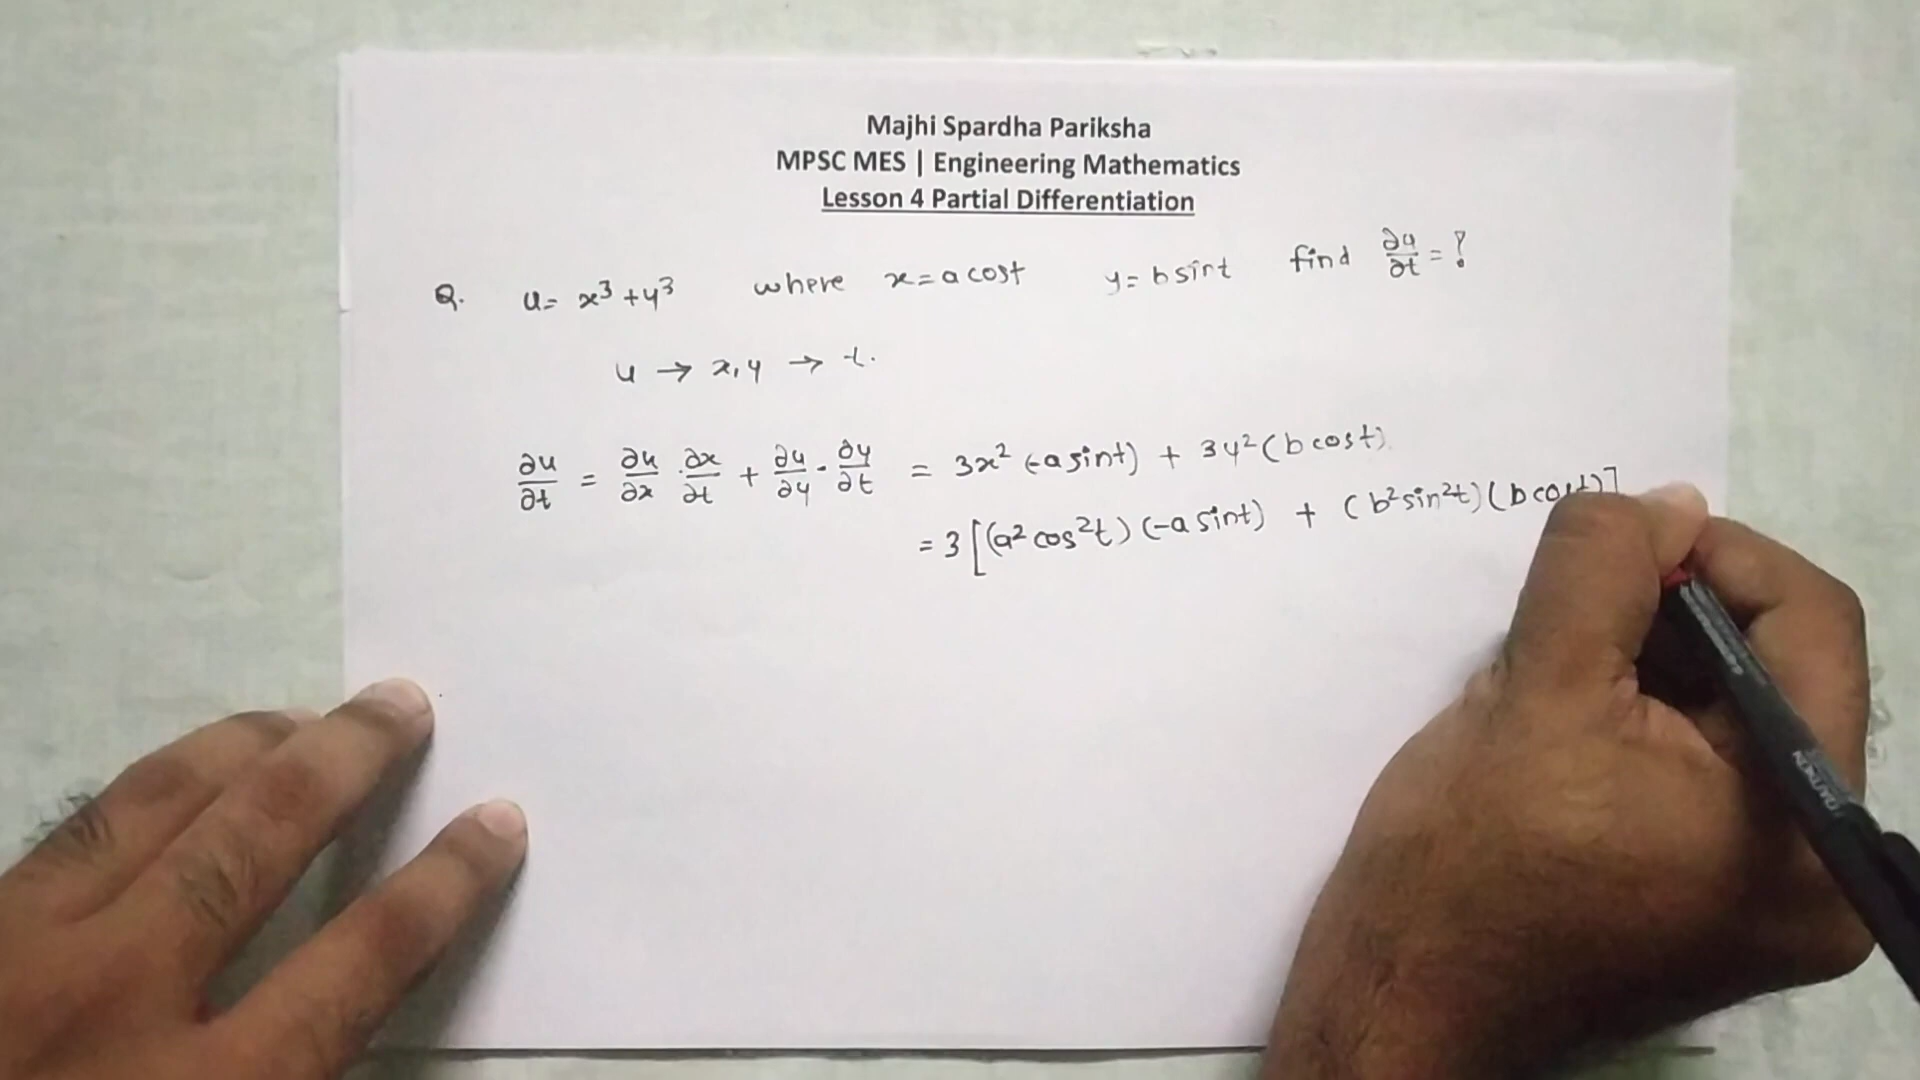 Majhi Spardha Pariksha
MPSC MES | Engineering Mathematics
Lesson 4 Partial Differentiation
Q. u = x³ + y³ where x = a cost y = b sint find ∂u/∂t = ?
u → x, y → t.
∂u/∂t = ∂u/∂x . ∂x/∂t + ∂u/∂y . ∂y/∂t = 3x² (-a sint) + 3y² (b cost)
= 3 [(a² cos²t) (-a sint) + (b² sin²t) (b cost)]